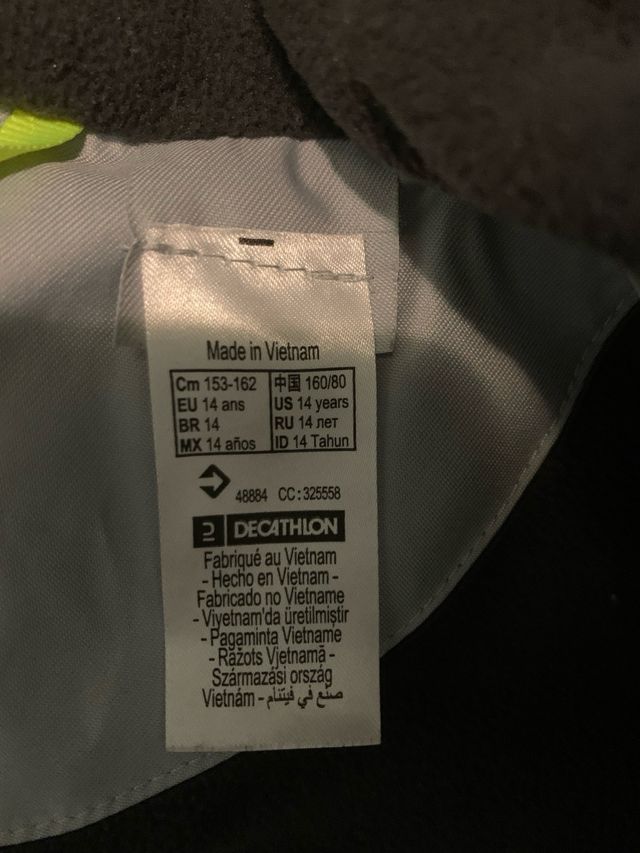 Made in Vietnam
Cm 153-162 中国 160/80
EU 14 ans US 14 years
BR 14 RU 14 лет
MX 14 años ID 14 Tahun
48884 CC:325558
DECATHLON
Fabriqué au Vietnam
- Hecho en Vietnam -
Fabricado no Vietname
- Viyetnam'da üretilmiştir
- Pagaminta Vietname
- Ražots Vjetnamā -
Származási ország
Vietnám - صنع في فيتنام